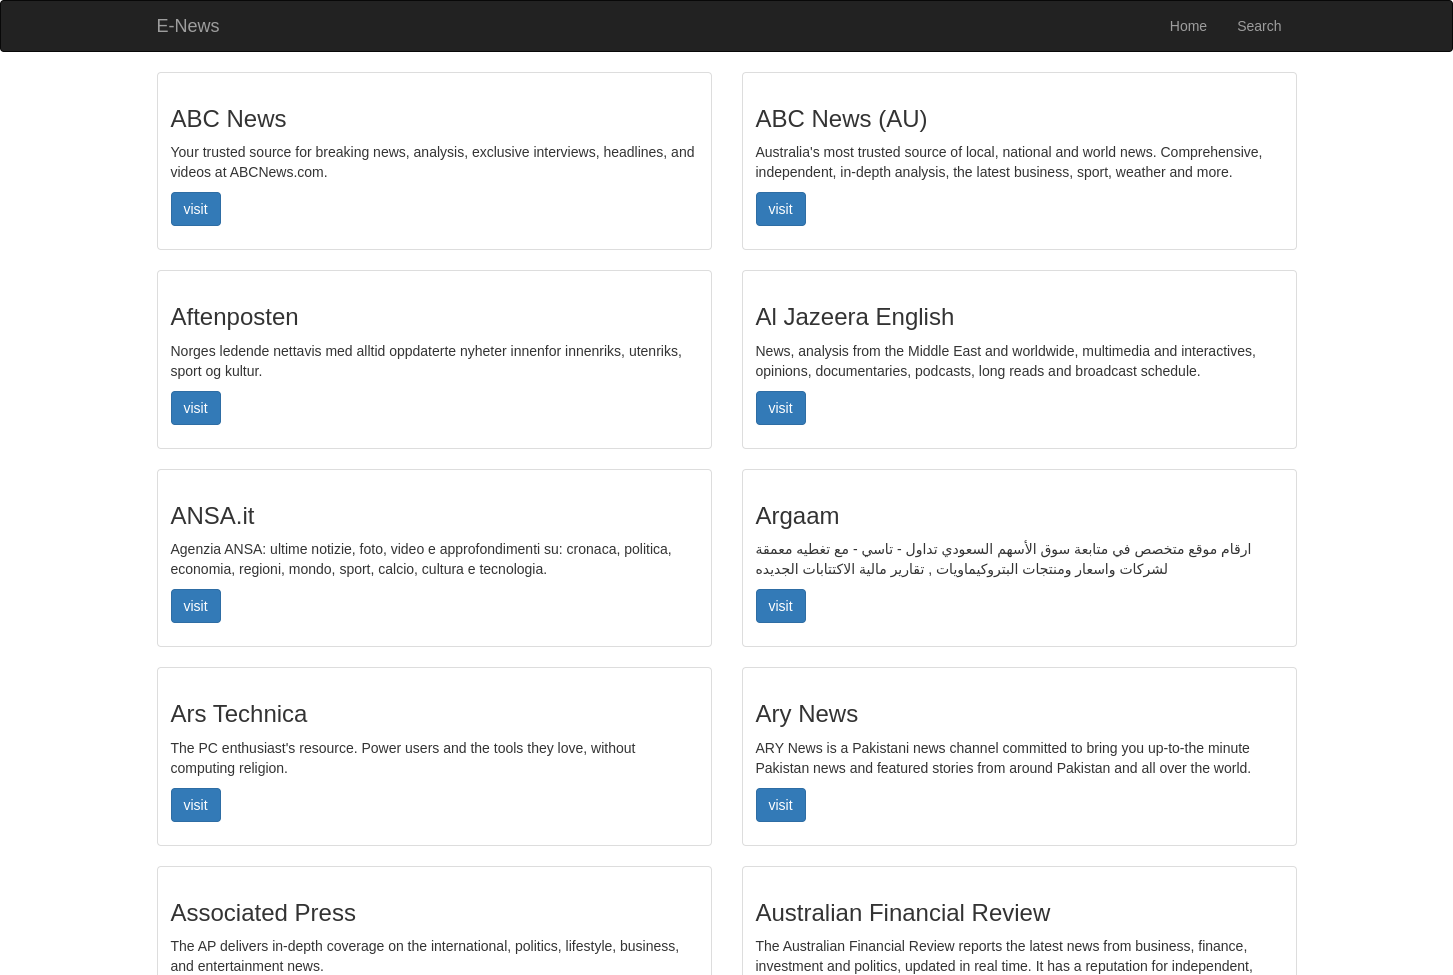 E-News
Home
Search
ABC News
Your trusted source for breaking news, analysis, exclusive interviews, headlines, and
videos at ABCNews.com.
visit
ABC News (AU)
Australia's most trusted source of local, national and world news. Comprehensive,
independent, in-depth analysis, the latest business, sport, weather and more.
visit
Aftenposten
Norges ledende nettavis med alltid oppdaterte nyheter innenfor innenriks, utenriks,
sport og kultur.
visit
Al Jazeera English
News, analysis from the Middle East and worldwide, multimedia and interactives,
opinions, documentaries, podcasts, long reads and broadcast schedule.
visit
ANSA.it
Agenzia ANSA: ultime notizie, foto, video e approfondimenti su: cronaca, politica,
economia, regioni, mondo, sport, calcio, cultura e tecnologia.
visit
Argaam
ارقام موقع متخصص في متابعة سوق الأسهم السعودي تداول - تاسي - مع تغطيه معمقة
لشركات واسعار ومنتجات البتروكيماويات , تقارير مالية الاكتتابات الجديده
visit
Ars Technica
The PC enthusiast's resource. Power users and the tools they love, without
computing religion.
visit
Ary News
ARY News is a Pakistani news channel committed to bring you up-to-the minute
Pakistan news and featured stories from around Pakistan and all over the world.
visit
Associated Press
The AP delivers in-depth coverage on the international, politics, lifestyle, business,
and entertainment news.
Australian Financial Review
The Australian Financial Review reports the latest news from business, finance,
investment and politics, updated in real time. It has a reputation for independent,